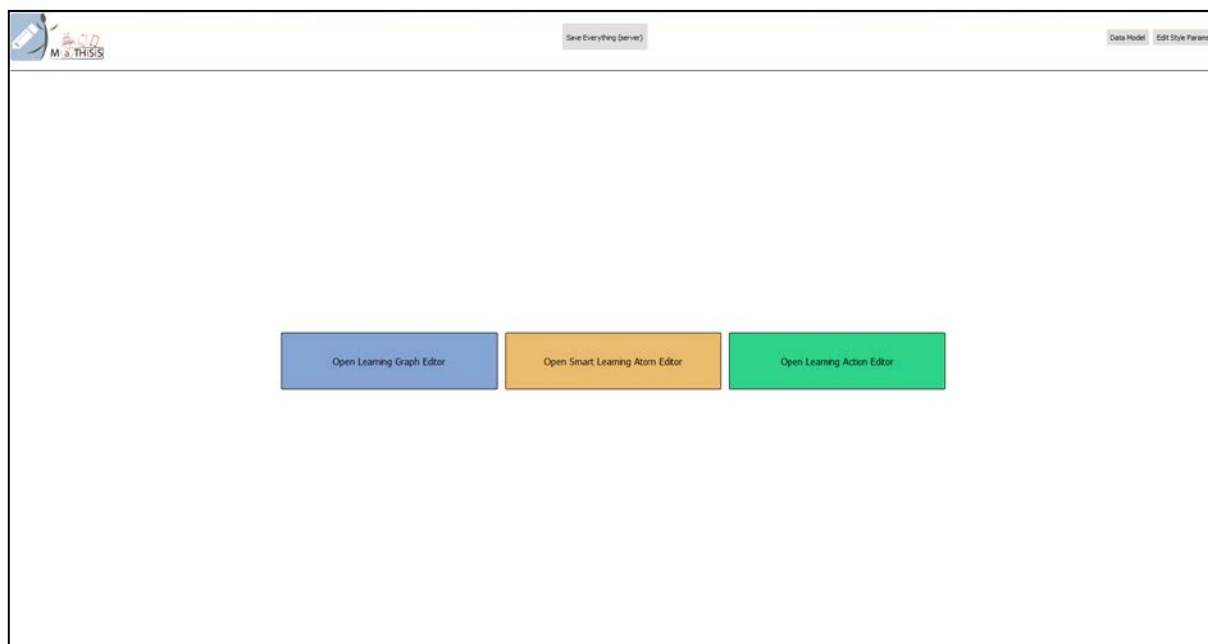 MaTHiSiS
Save Everything (server)
Data Model
Edit Style Params
Open Learning Graph Editor
Open Smart Learning Atom Editor
Open Learning Action Editor